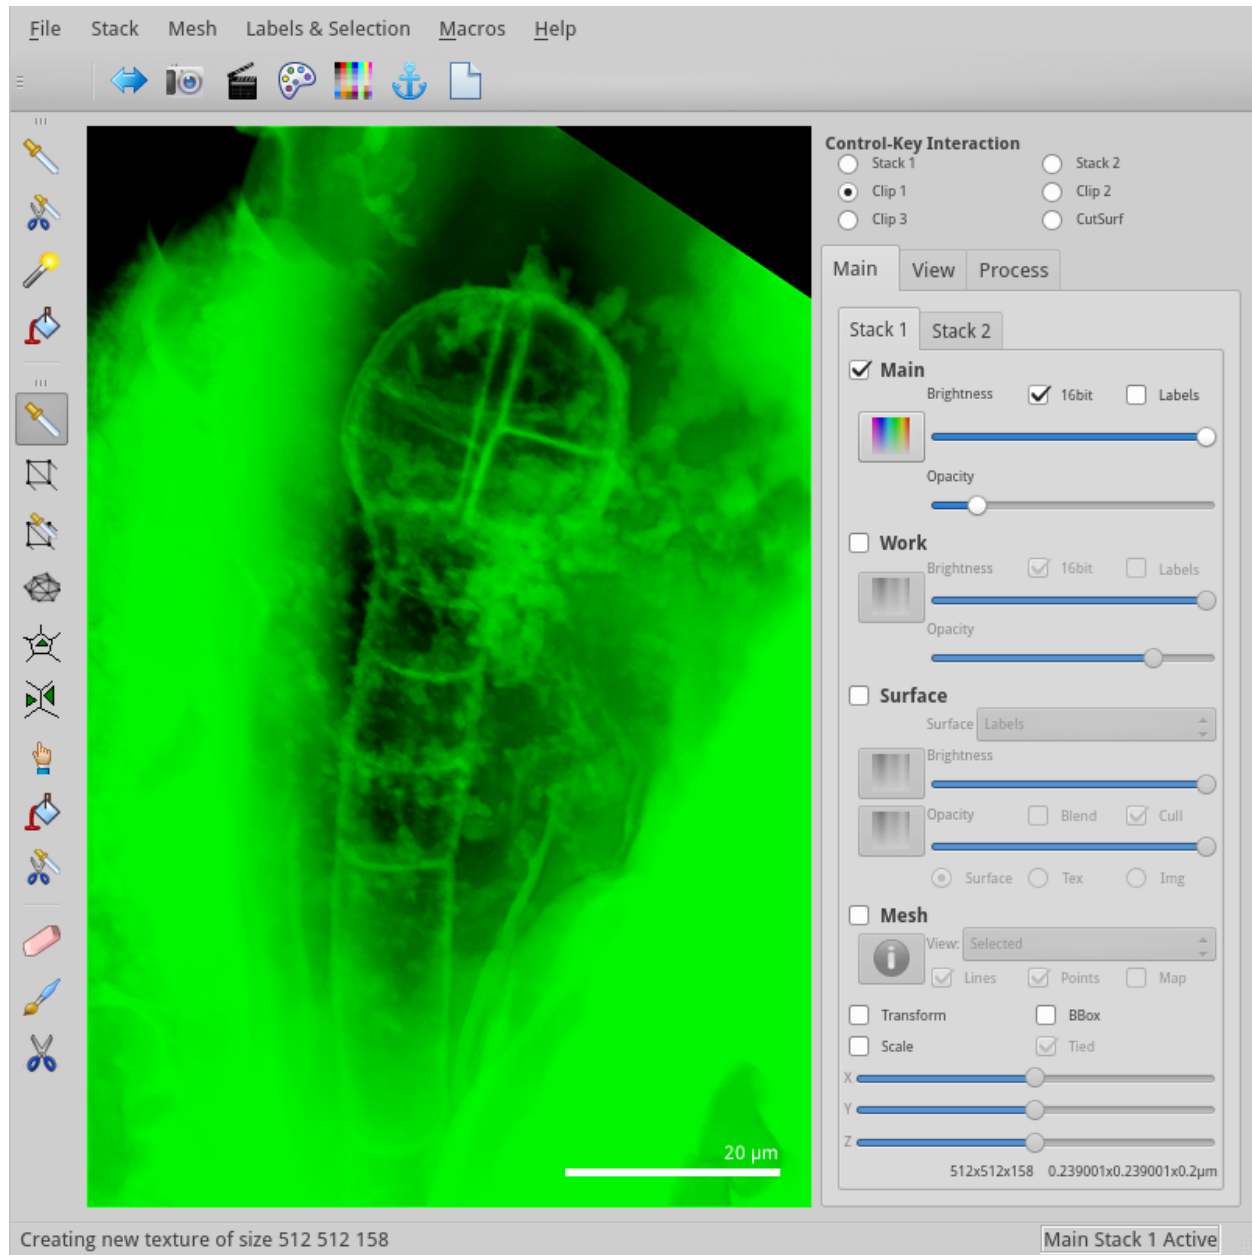 File Stack Mesh Labels & Selection Macros Help
Control-Key Interaction
Stack 1 Stack 2
Clip 1 Clip 2
Clip 3 CutSurf
Main View Process
Stack 1 Stack 2
Main
Brightness 16bit Labels
Opacity
Work
Brightness 16bit Labels
Opacity
Surface
Surface Labels
Brightness
Opacity Blend Cull
Surface Tex Img
Mesh
View: Selected
Lines Points Map
Transform BBox
Scale Tied
X
Y
Z
20 µm
512x512x158 0.239001x0.239001x0.2µm
Creating new texture of size 512 512 158
Main Stack 1 Active